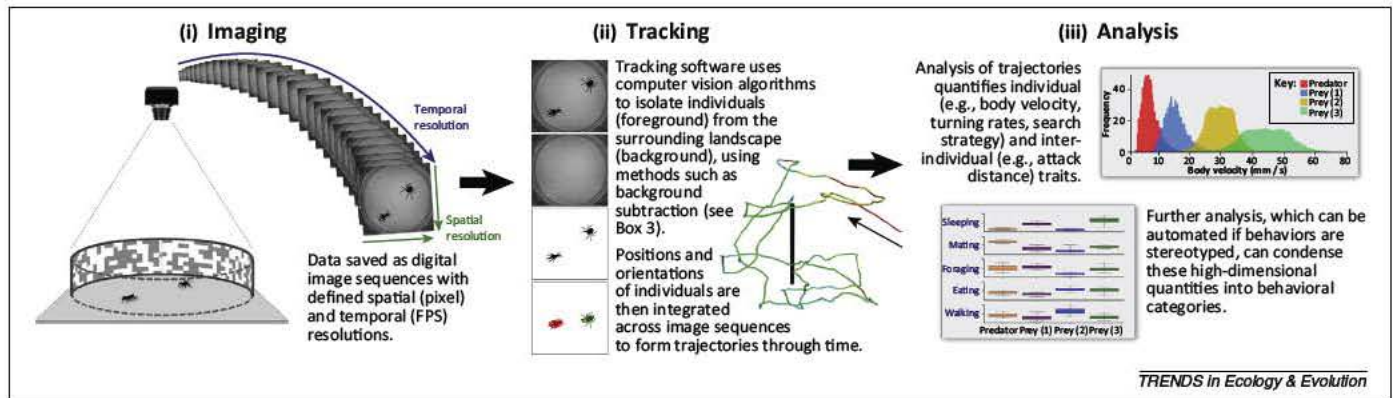 (i) Imaging
Temporal
resolution
Spatial
resolution
Data saved as digital
image sequences with
defined spatial (pixel)
and temporal (FPS)
resolutions.
(ii) Tracking
Tracking software uses
computer vision algorithms
to isolate individuals
(foreground) from the
surrounding landscape
(background), using
methods such as
background
subtraction (see
Box 3).
Positions and
orientations
of individuals are
then integrated
across image sequences
to form trajectories through time.
(iii) Analysis
Analysis of trajectories
quantifies individual
(e.g., body velocity,
turning rates, search
strategy) and inter-
individual (e.g., attack
distance) traits.
Frequency
40
20
0
0 10 20 30 40 50 60 70 80
Body velocity (mm / s)
Key: Predator
Prey (1)
Prey (2)
Prey (3)
Sleeping
Mating
Foraging
Eating
Walking
Predator Prey (1) Prey (2) Prey (3)
Further analysis, which can be
automated if behaviors are
stereotyped, can condense
these high-dimensional
quantities into behavioral
categories.
TRENDS in Ecology & Evolution